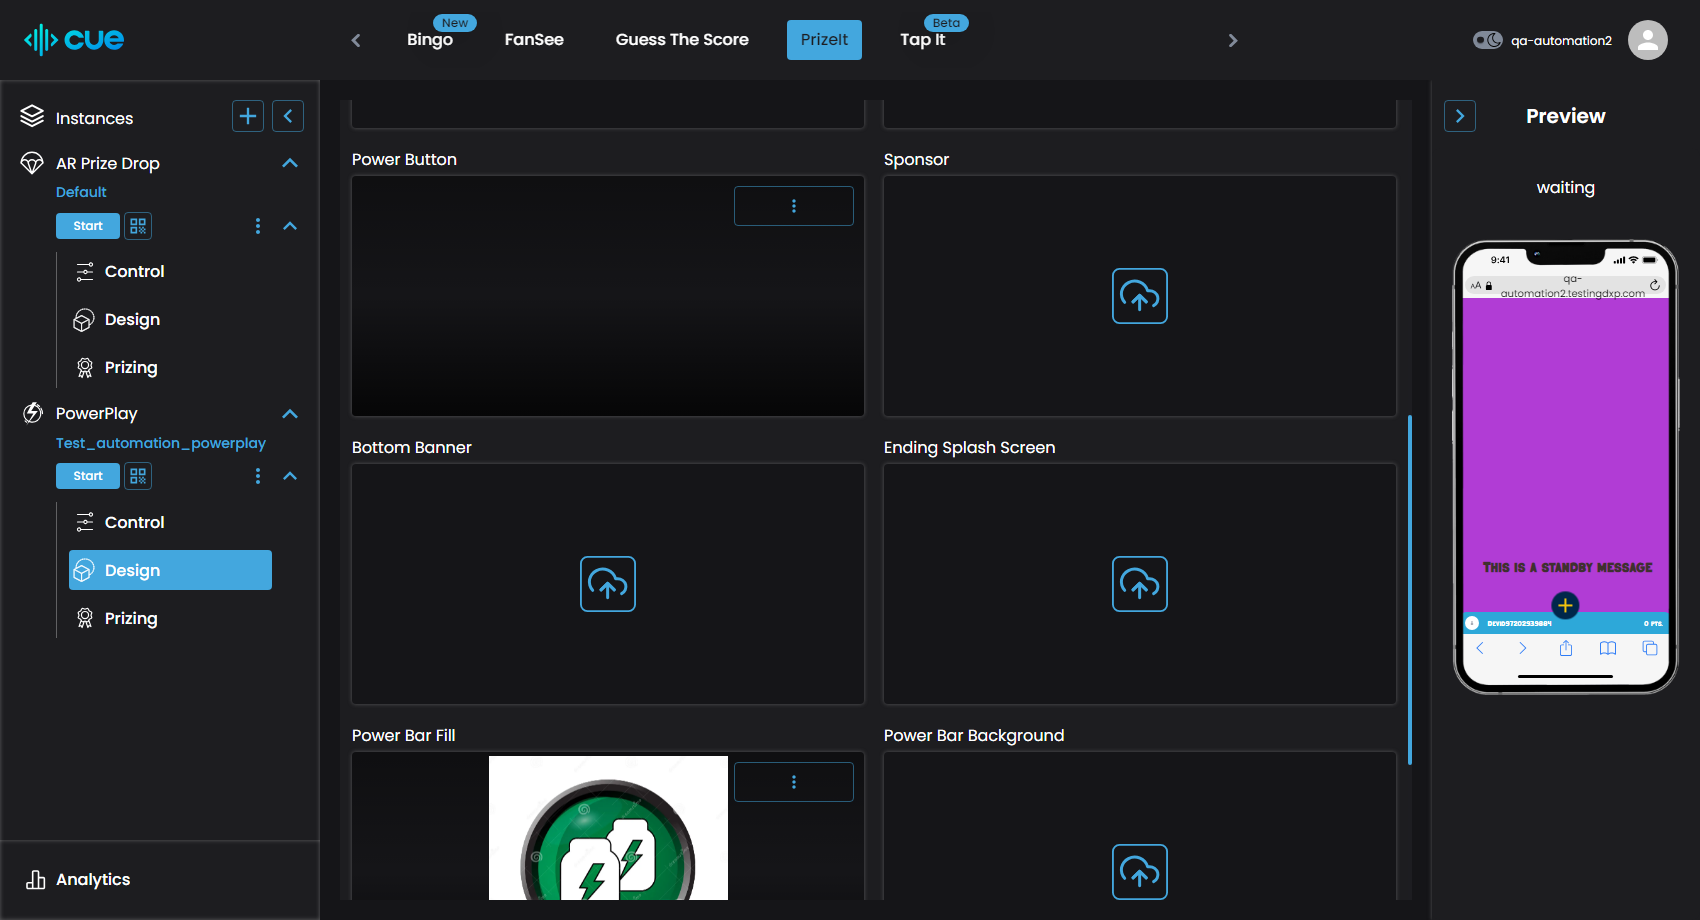 cue
New
Beta
Bingo
FanSee
Guess The Score
PrizeIt
Tap It
qa-automation2
Instances
AR Prize Drop
Default
Start
Control
Design
Prizing
PowerPlay
Test_automation_powerplay
Start
Control
Design
Prizing
Analytics
Power Button
Sponsor
Bottom Banner
Ending Splash Screen
Power Bar Fill
Power Bar Background
Preview
waiting
9:41
AA
qa-
automation2.testingdxp.com
This is a standby message
0 PTS.